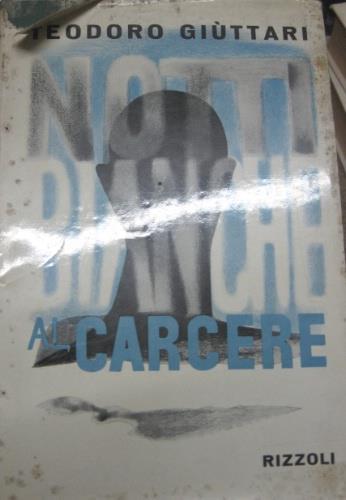 TEODORO GIÙTTARI
NOTTI
BIANCHE
AL CARCERE
RIZZOLI